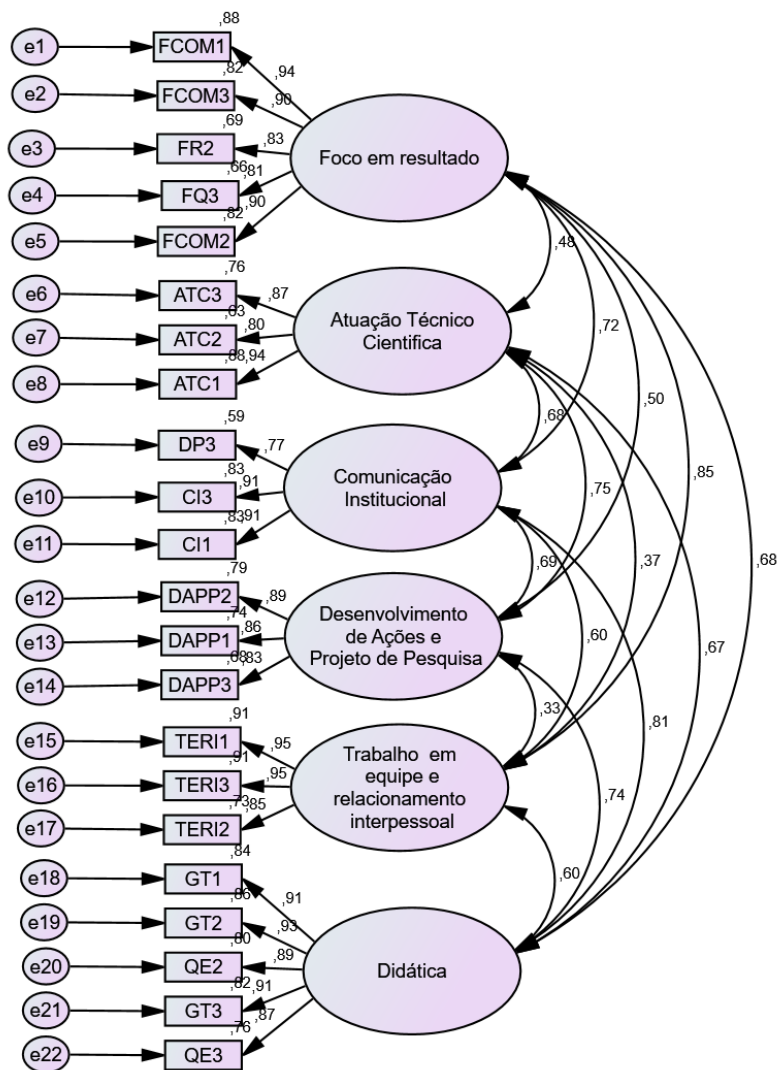 ,88
e1
FCOM1
,94
,82
e2
FCOM3
,90
,69
e3
FR2
,83
,66
e4
FQ3
,81
,82
e5
FCOM2
,90
Foco em resultado
,76
e6
ATC3
,87
,63
e7
ATC2
,80
,88
e8
ATC1
,94
Atuação Técnico
Cientifica
,59
e9
DP3
,77
,83
e10
CI3
,91
,83
e11
CI1
,91
Comunicação
Institucional
,79
e12
DAPP2
,89
,74
e13
DAPP1
,86
,68
e14
DAPP3
,83
Desenvolvimento
de Ações e
Projeto de Pesquisa
,91
e15
TERI1
,95
,91
e16
TERI3
,95
,73
e17
TERI2
,85
Trabalho em
equipe e
relacionamento
interpessoal
,84
e18
GT1
,91
,86
e19
GT2
,93
,80
e20
QE2
,89
,82
e21
GT3
,91
,76
e22
QE3
,87
Didática
,48
,72
,50
,85
,68
,68
,75
,37
,67
,69
,60
,81
,33
,74
,60